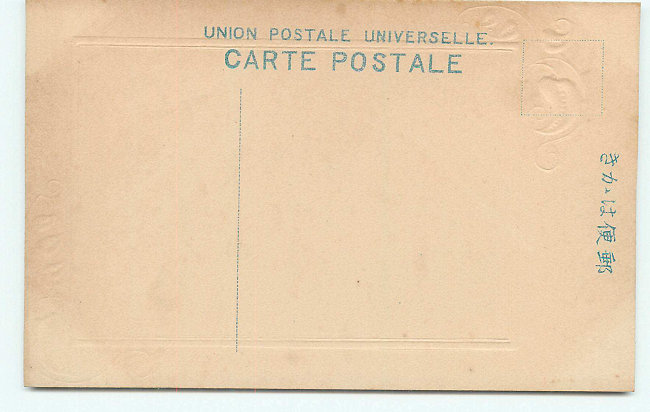 UNION POSTALE UNIVERSELLE.
CARTE POSTALE
郵便はかき